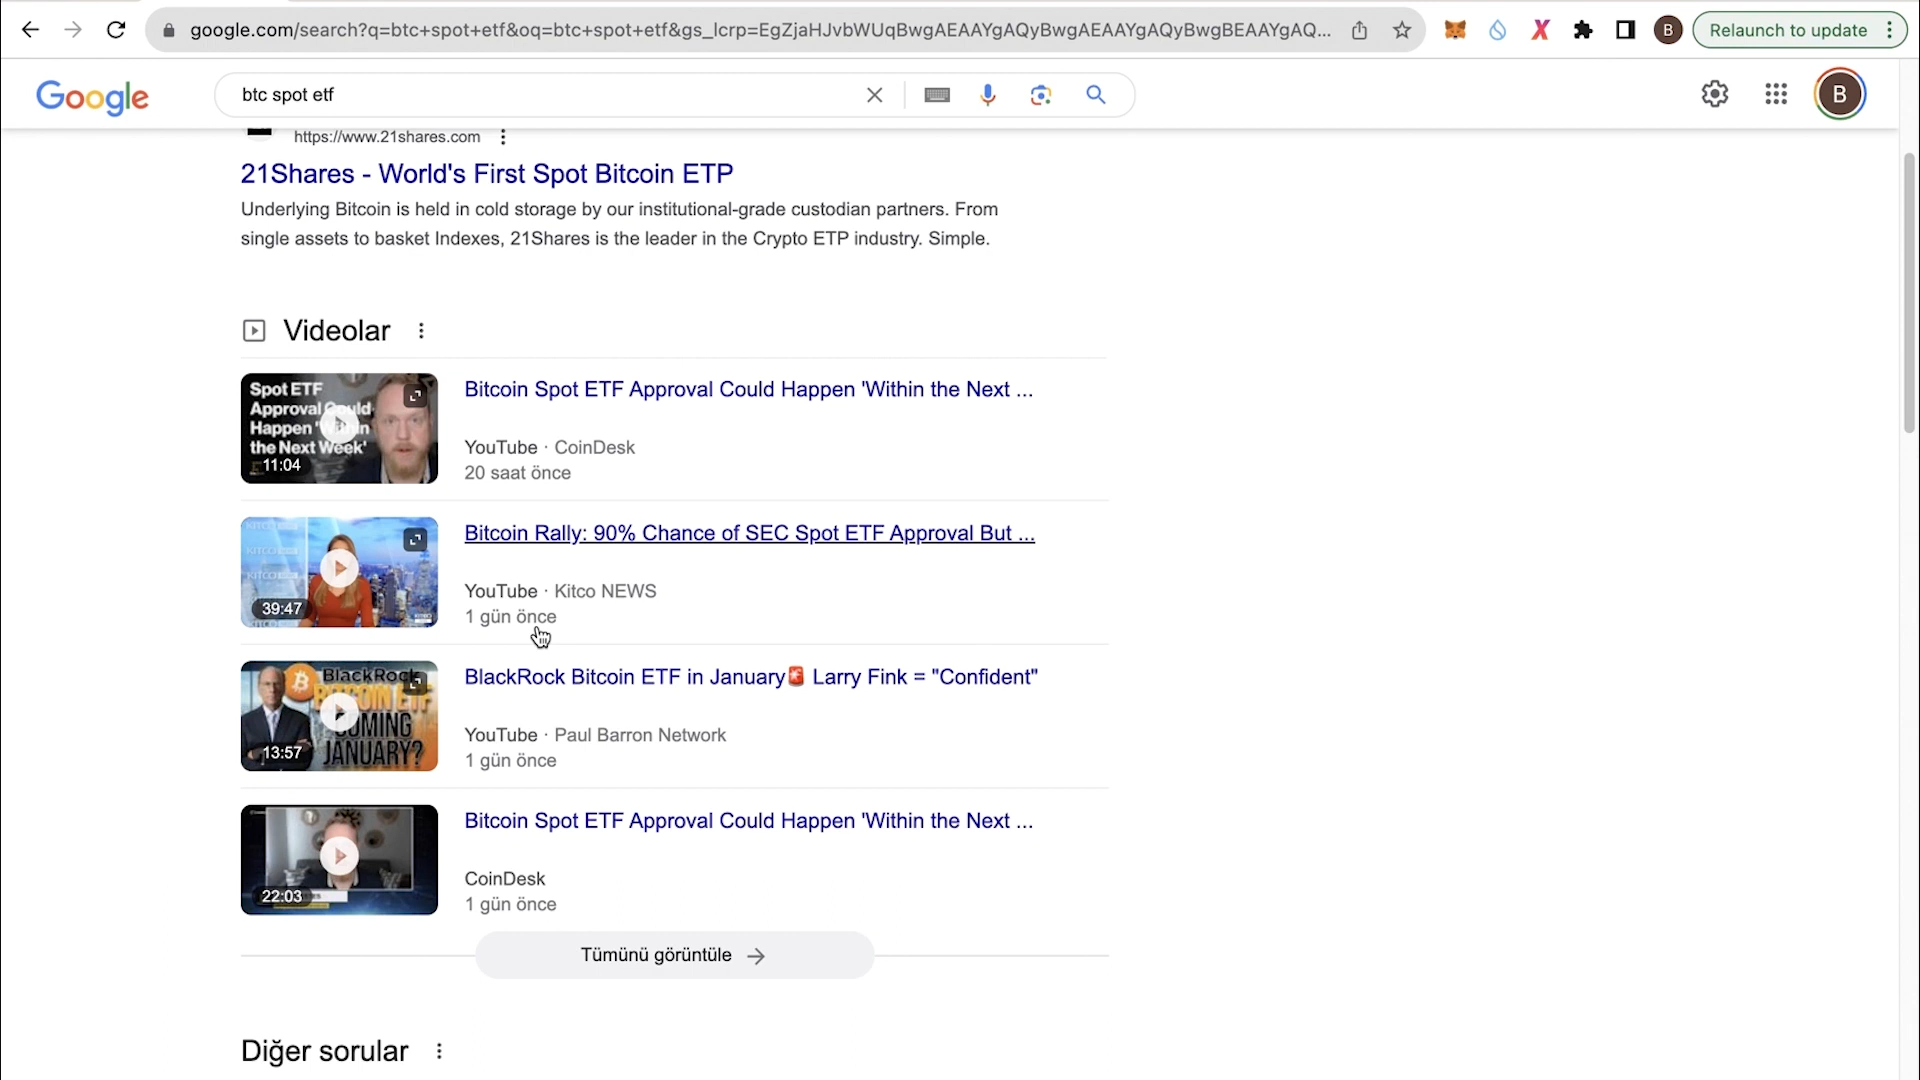 google.com/search?q=btc+spot+etf&oq=btc+spot+etf&gs_lcrp=EgZjaHJvbWUqBwgAEAAYgAQyBwgAEAAYgAQyBwgBEAAYgAQ...
B
Relaunch to update
Google
btc spot etf
B
https://www.21shares.com
21Shares - World's First Spot Bitcoin ETP
Underlying Bitcoin is held in cold storage by our institutional-grade custodian partners. From
single assets to basket Indexes, 21Shares is the leader in the Crypto ETP industry. Simple.
Videolar
Spot ETF
Approval Could
Happen 'Within
the Next Week'
11:04
Bitcoin Spot ETF Approval Could Happen 'Within the Next ...
YouTube · CoinDesk
20 saat önce
KITCO
39:47
Bitcoin Rally: 90% Chance of SEC Spot ETF Approval But ...
YouTube · Kitco NEWS
1 gün önce
BlackRock
BITCOIN ETF
COMING
JANUARY?
13:57
BlackRock Bitcoin ETF in January🚨 Larry Fink = "Confident"
YouTube · Paul Barron Network
1 gün önce
22:03
Bitcoin Spot ETF Approval Could Happen 'Within the Next ...
CoinDesk
1 gün önce
Tümünü görüntüle
Diğer sorular